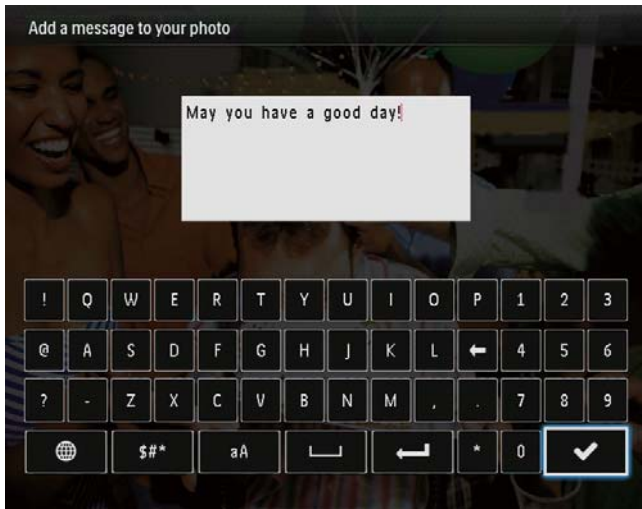 Add a message to your photo
May you have a good day!
! Q W E R T Y U I O P 1 2 3
@ A S D F G H J K L 4 5 6
? - Z X C V B N M , . 7 8 9
$#* aA * 0